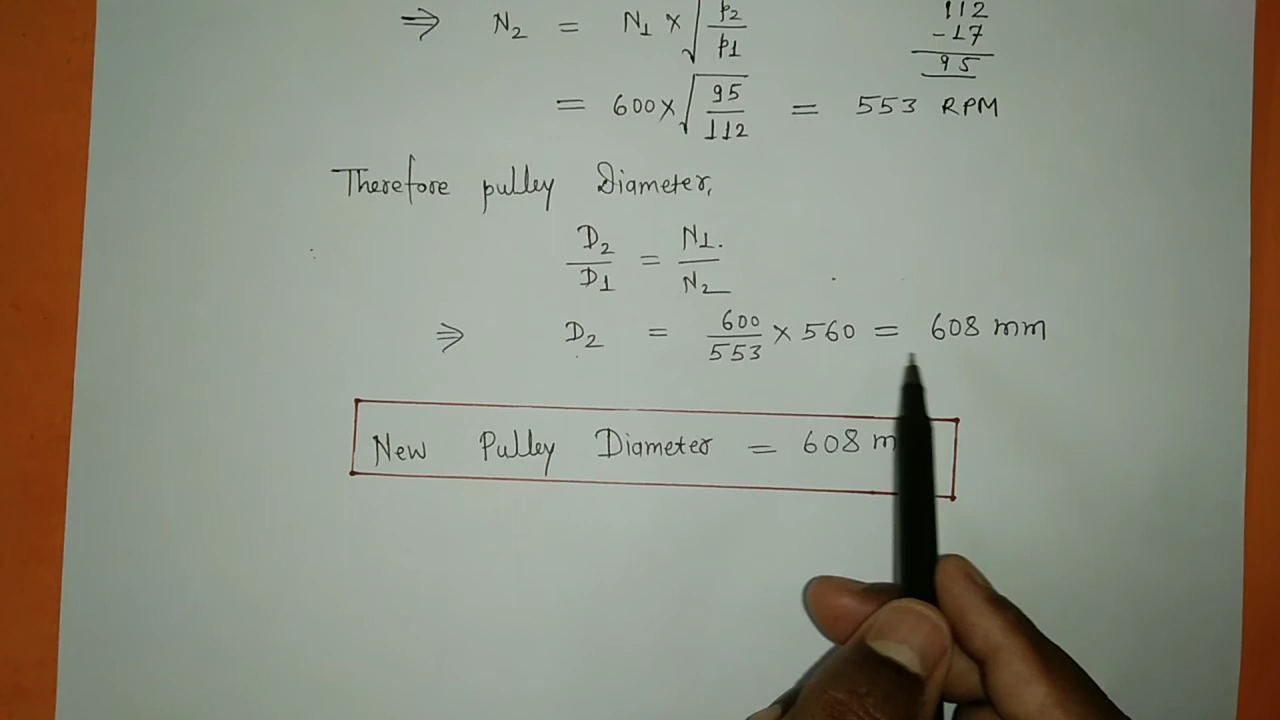 ⇒ N₂ = N₁ × √(p₂/p₁)
112
-17
95
= 600 × √(95/112) = 553 RPM
Therefore pulley Diameter,
D₂/D₁ = N₁/N₂
⇒ D₂ = 600/553 × 560 = 608 mm
New Pulley Diameter = 608 m